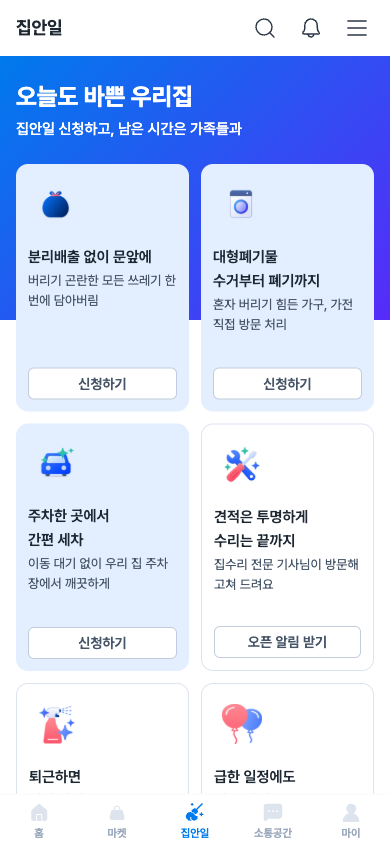 집안일
오늘도 바쁜 우리집
집안일 신청하고, 남은 시간은 가족들과
분리배출 없이 문앞에
버리기 곤란한 모든 쓰레기 한
번에 담아버림
신청하기
대형폐기물
수거부터 폐기까지
혼자 버리기 힘든 가구, 가전
직접 방문 처리
신청하기
주차한 곳에서
간편 세차
이동 대기 없이 우리 집 주차
장에서 깨끗하게
신청하기
견적은 투명하게
수리는 끝까지
집수리 전문 기사님이 방문해
고쳐 드려요
오픈 알림 받기
퇴근하면
급한 일정에도
홈
마켓
집안일
소통공간
마이